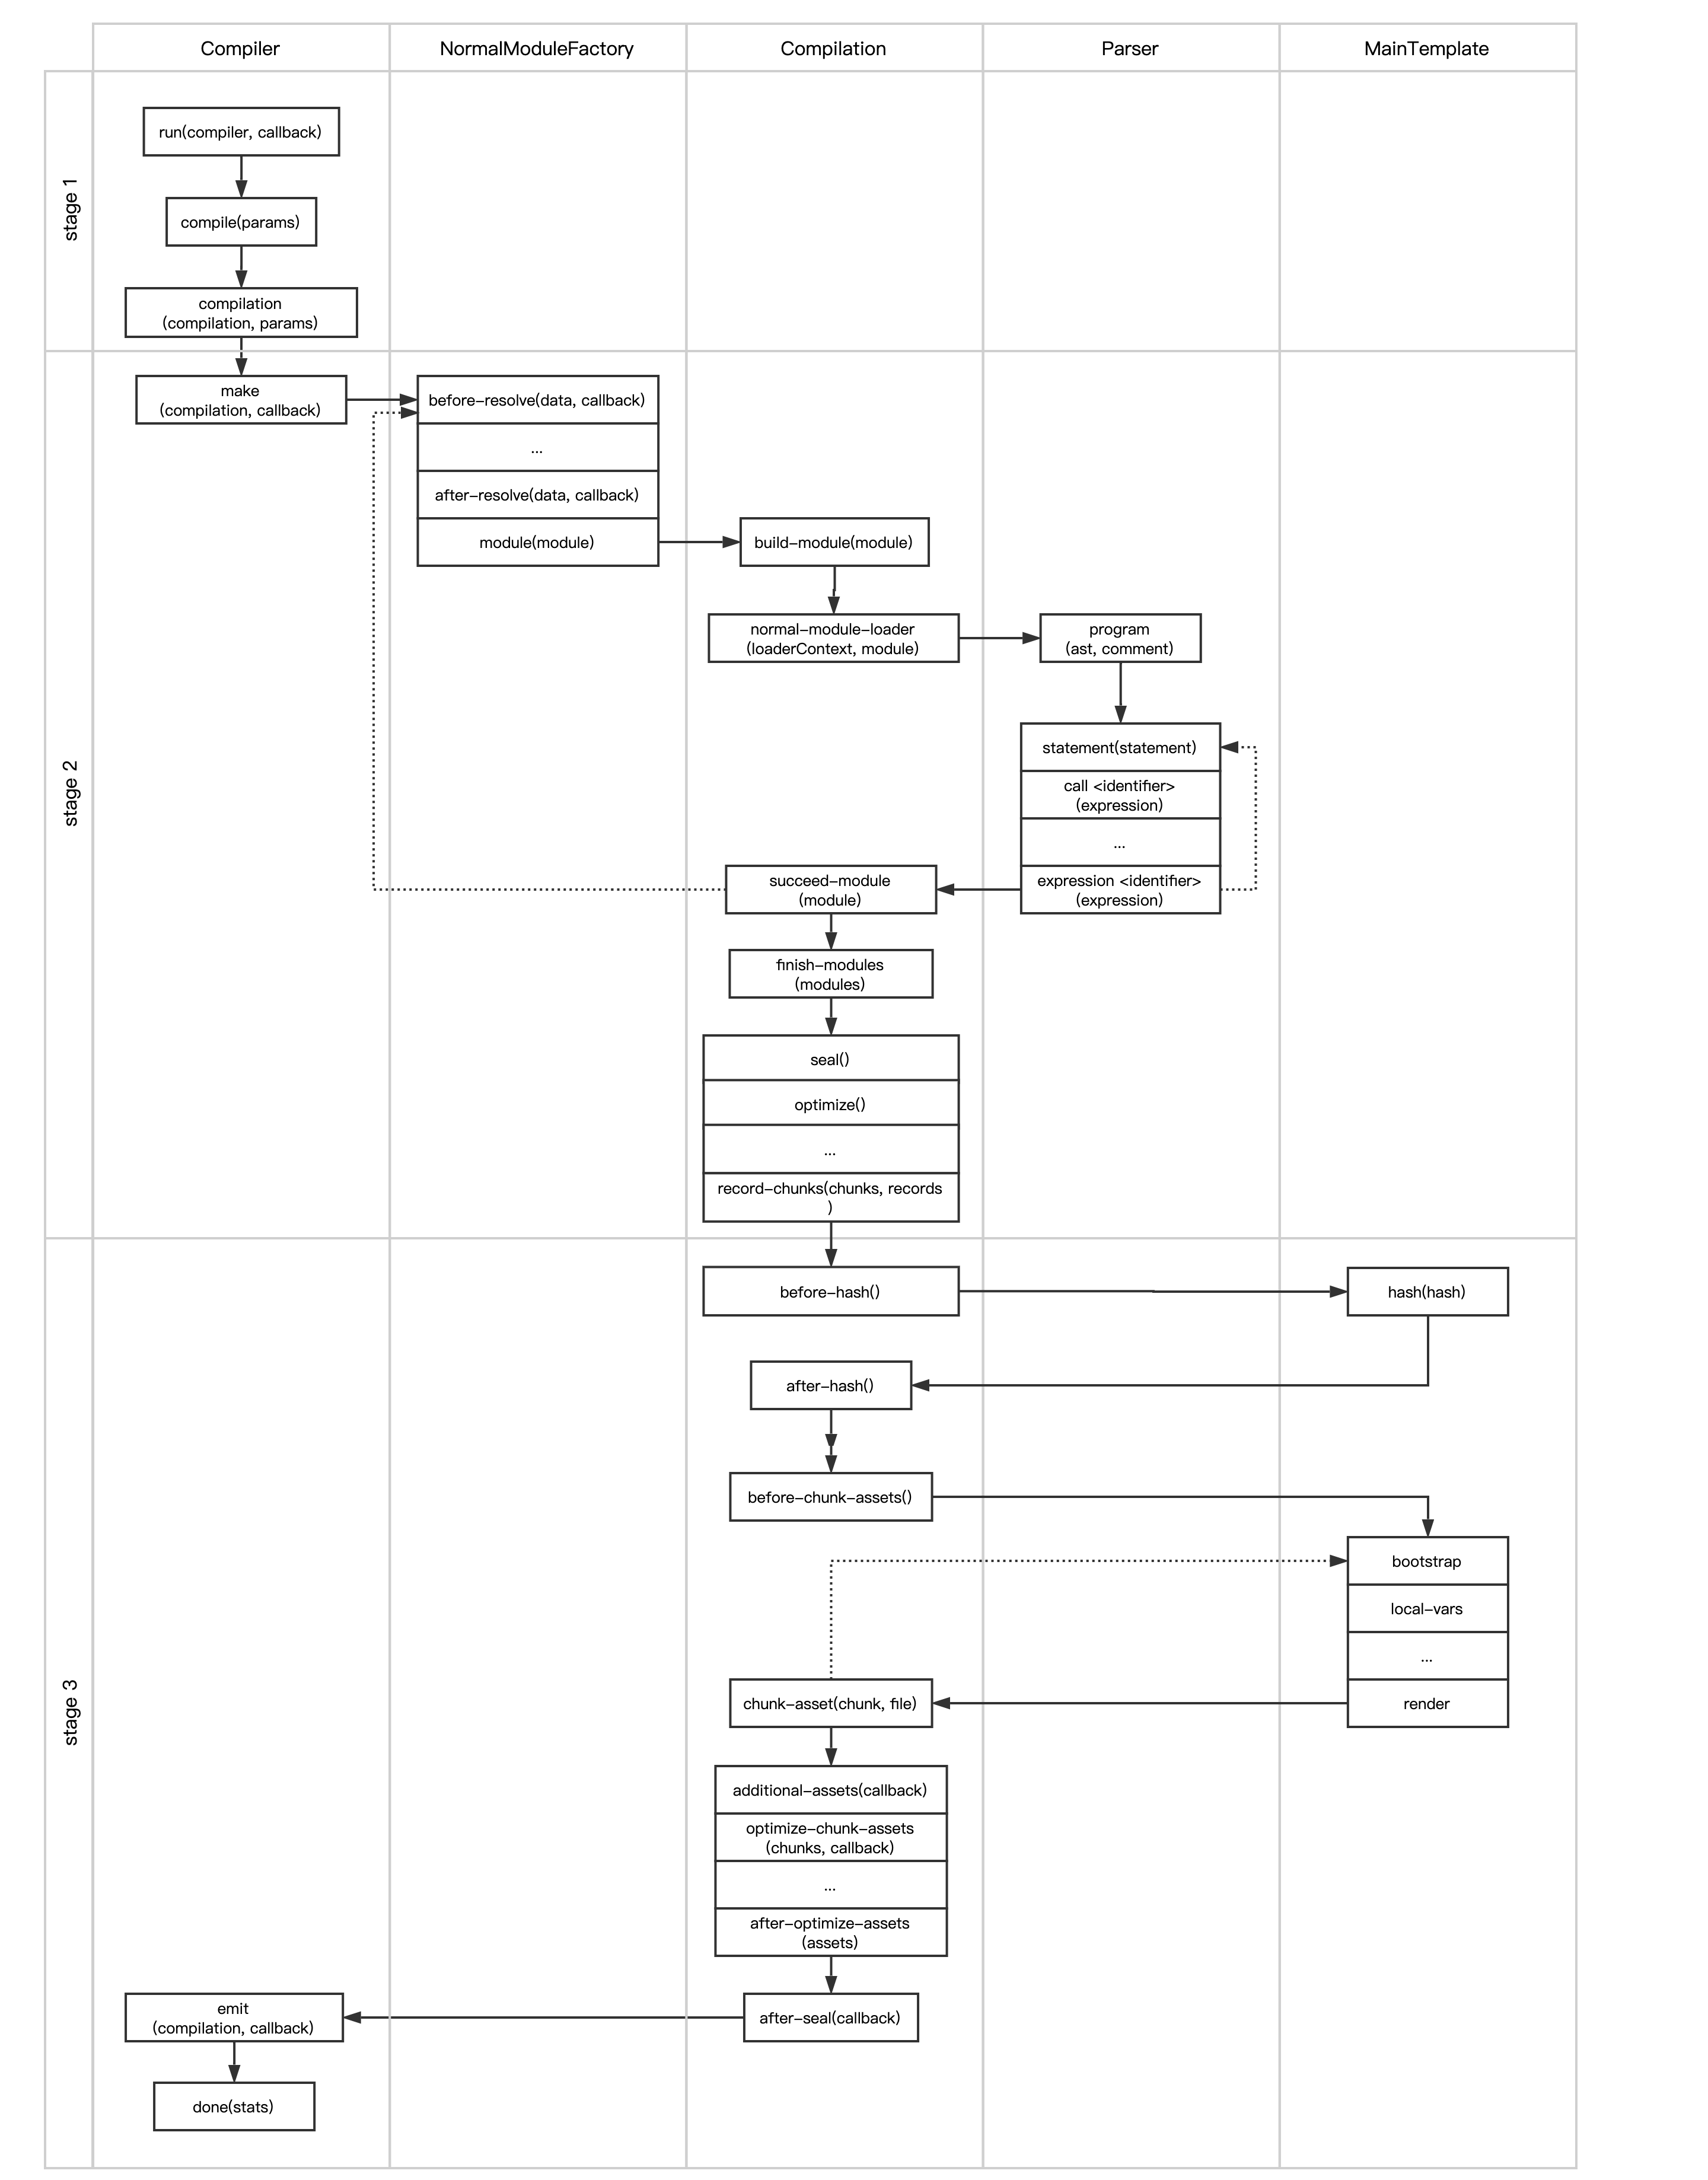 Compiler
NormalModuleFactory
Compilation
Parser
MainTemplate
stage 1
run(compiler, callback)
compile(params)
compilation
(compilation, params)
stage 2
make
(compilation, callback)
before-resolve(data, callback)
...
after-resolve(data, callback)
module(module)
build-module(module)
normal-module-loader
(loaderContext, module)
program
(ast, comment)
statement(statement)
call <identifier>
(expression)
...
expression <identifier>
(expression)
succeed-module
(module)
finish-modules
(modules)
seal()
optimize()
...
record-chunks(chunks, records
)
stage 3
before-hash()
hash(hash)
after-hash()
before-chunk-assets()
bootstrap
local-vars
...
render
chunk-asset(chunk, file)
additional-assets(callback)
optimize-chunk-assets
(chunks, callback)
...
after-optimize-assets
(assets)
after-seal(callback)
emit
(compilation, callback)
done(stats)